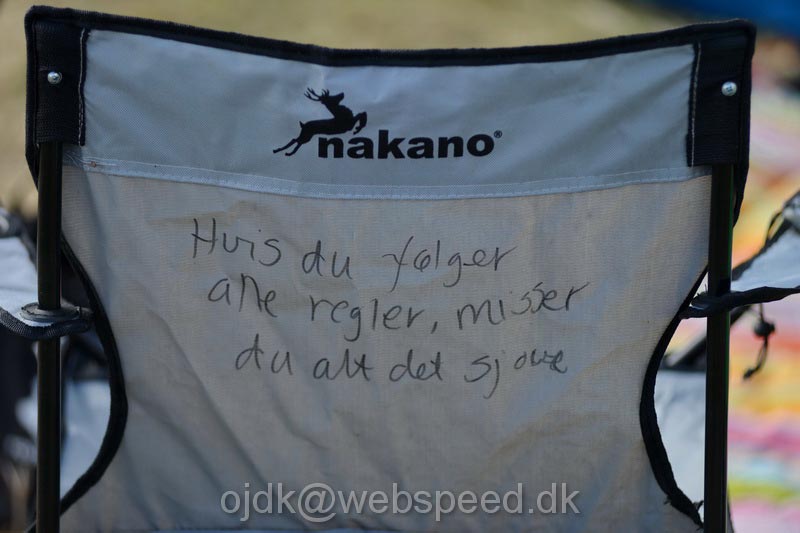 nakano®
Hvis du følger
alle regler, misser
du alt det sjove
ojdk@webspeed.dk